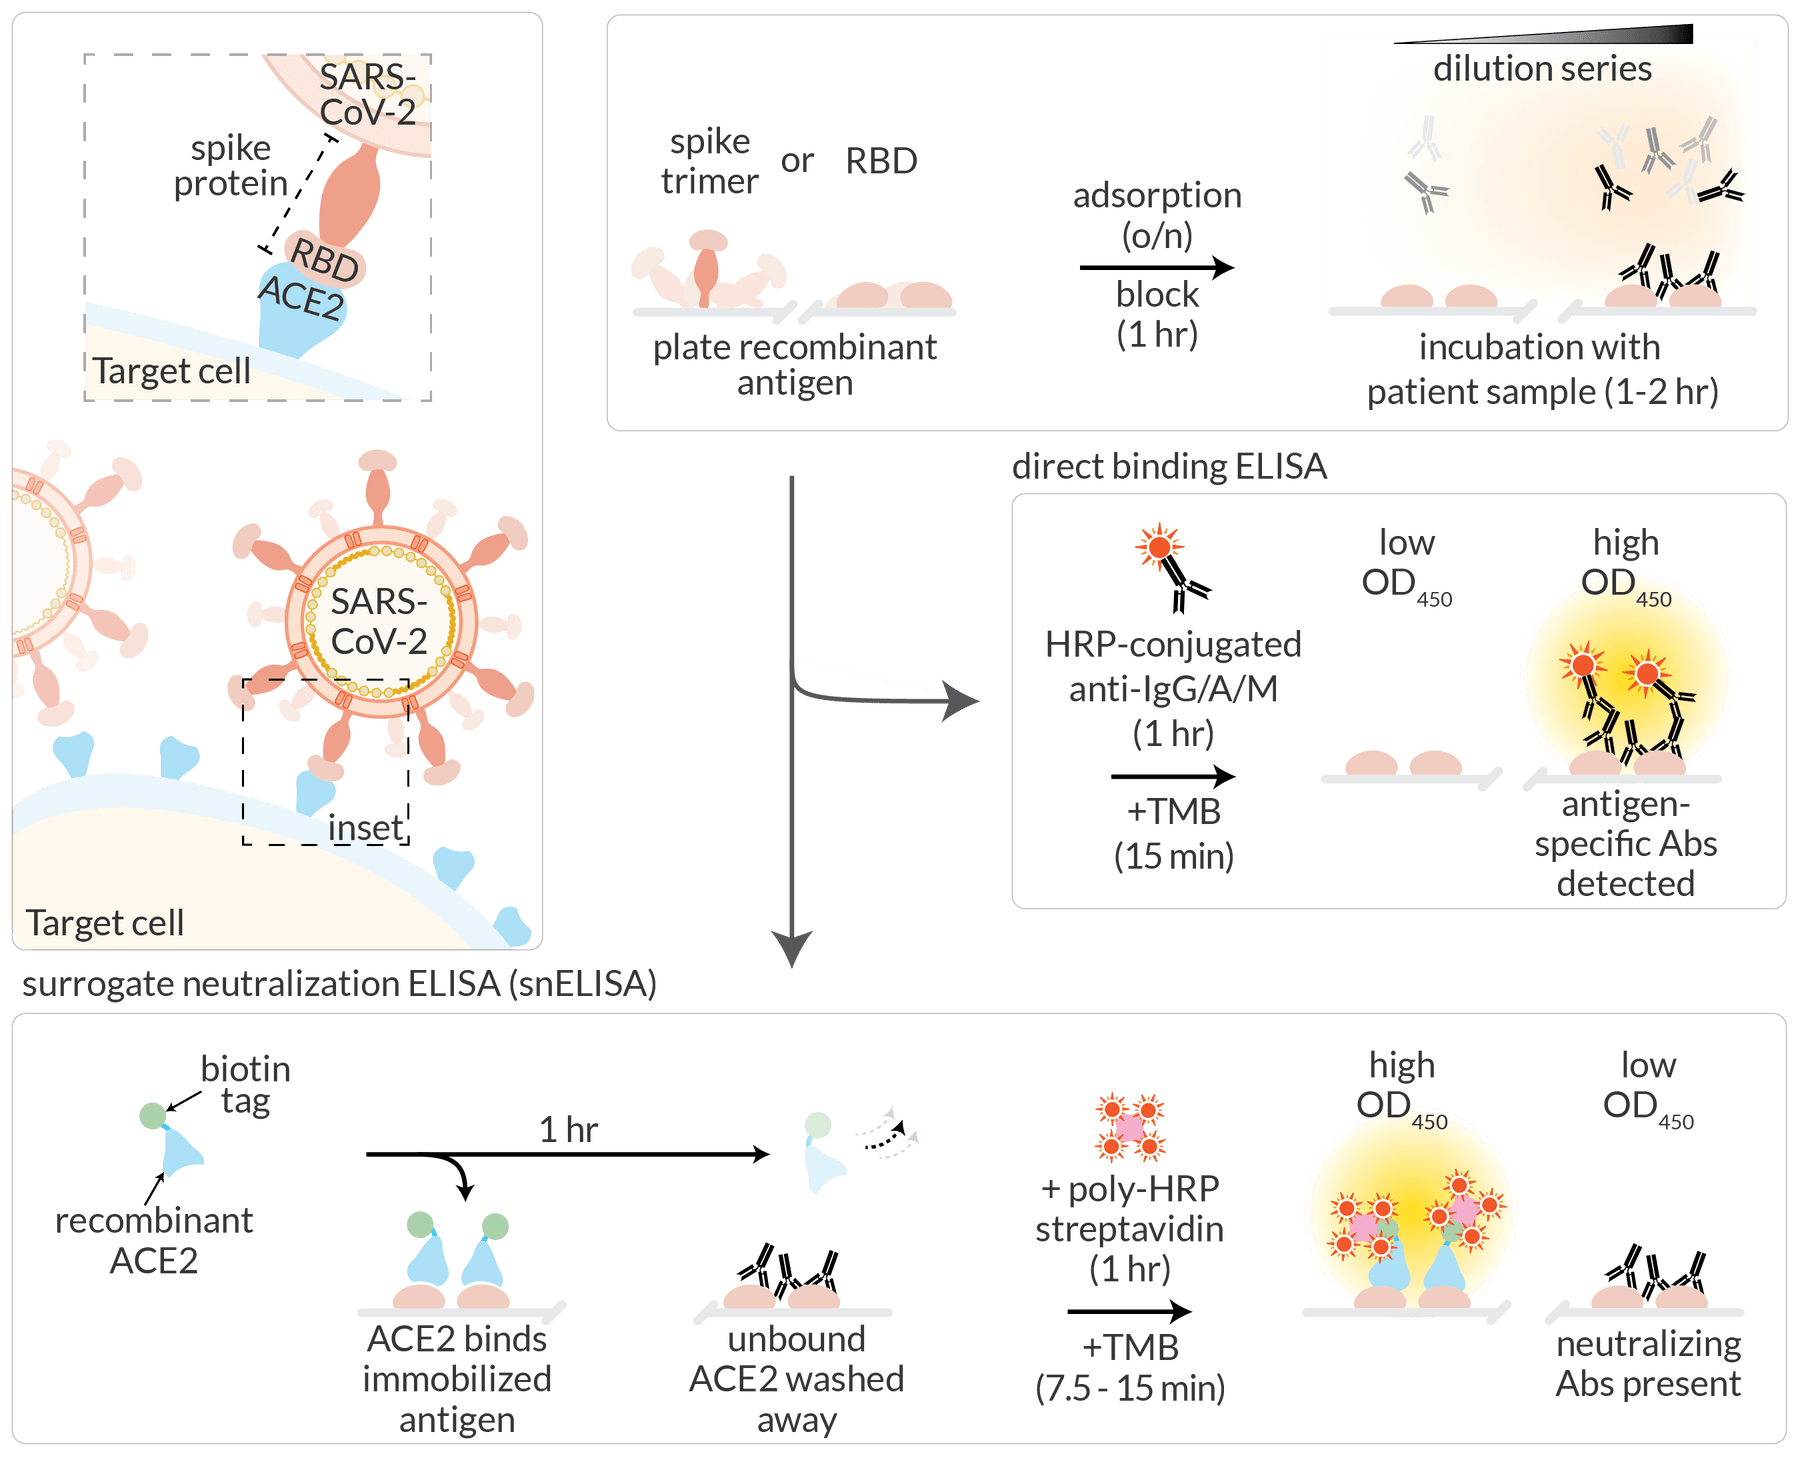 SARS-
CoV-2
spike
protein
RBD
ACE2
Target cell
SARS-
CoV-2
inset
Target cell
spike
trimer
or
RBD
plate recombinant
antigen
adsorption
(o/n)
block
(1 hr)
dilution series
incubation with
patient sample (1-2 hr)
direct binding ELISA
HRP-conjugated
anti-IgG/A/M
(1 hr)
+TMB
(15 min)
low
OD450
high
OD450
antigen-
specific Abs
detected
surrogate neutralization ELISA (snELISA)
biotin
tag
recombinant
ACE2
1 hr
ACE2 binds
immobilized
antigen
unbound
ACE2 washed
away
+ poly-HRP
streptavidin
(1 hr)
+TMB
(7.5 - 15 min)
high
OD450
low
OD450
neutralizing
Abs present